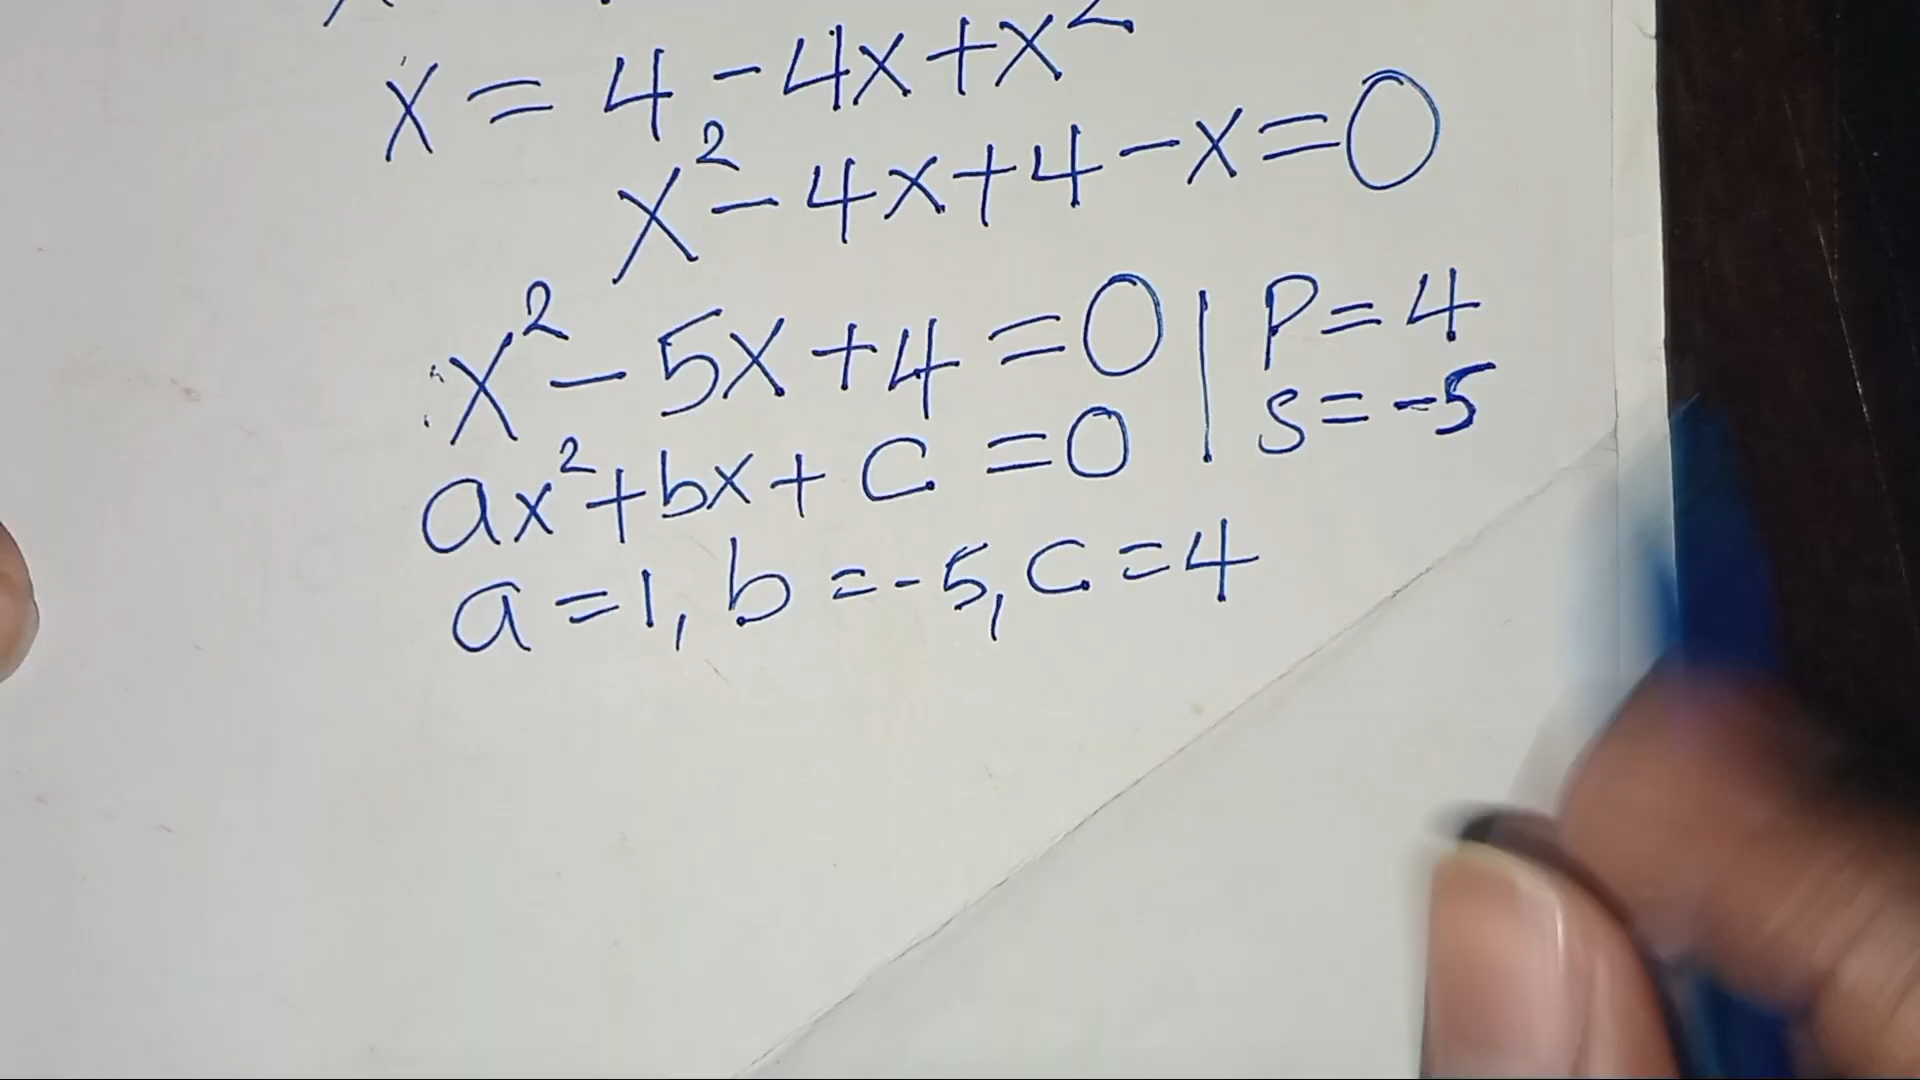 x = 4 - 4x + x²
x² - 4x + 4 - x = 0
x² - 5x + 4 = 0 | P = 4
S = -5
ax² + bx + c = 0
a = 1, b = -5, c = 4